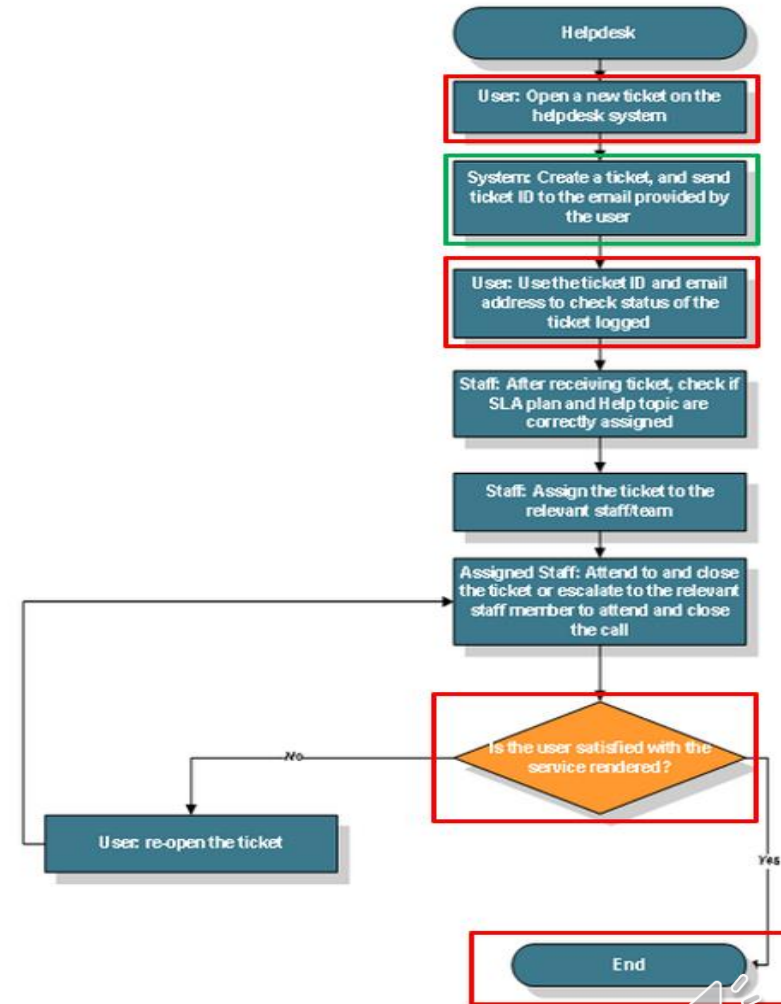 Helpdesk
User: Open a new ticket on the
helpdesk system
System: Create a ticket, and send
ticket ID to the email provided by
the user
User: Use the ticket ID and email
address to check status of the
ticket logged
Staff: After receiving ticket, check if
SLA plan and Help topic are
correctly assigned
Staff: Assign the ticket to the
relevant staff/team
Assigned Staff: Attend to and close
the ticket or escalate to the relevant
staff member to attend and close
the call
Is the user satisfied with the
service rendered?
No
User: re-open the ticket
Yes
End